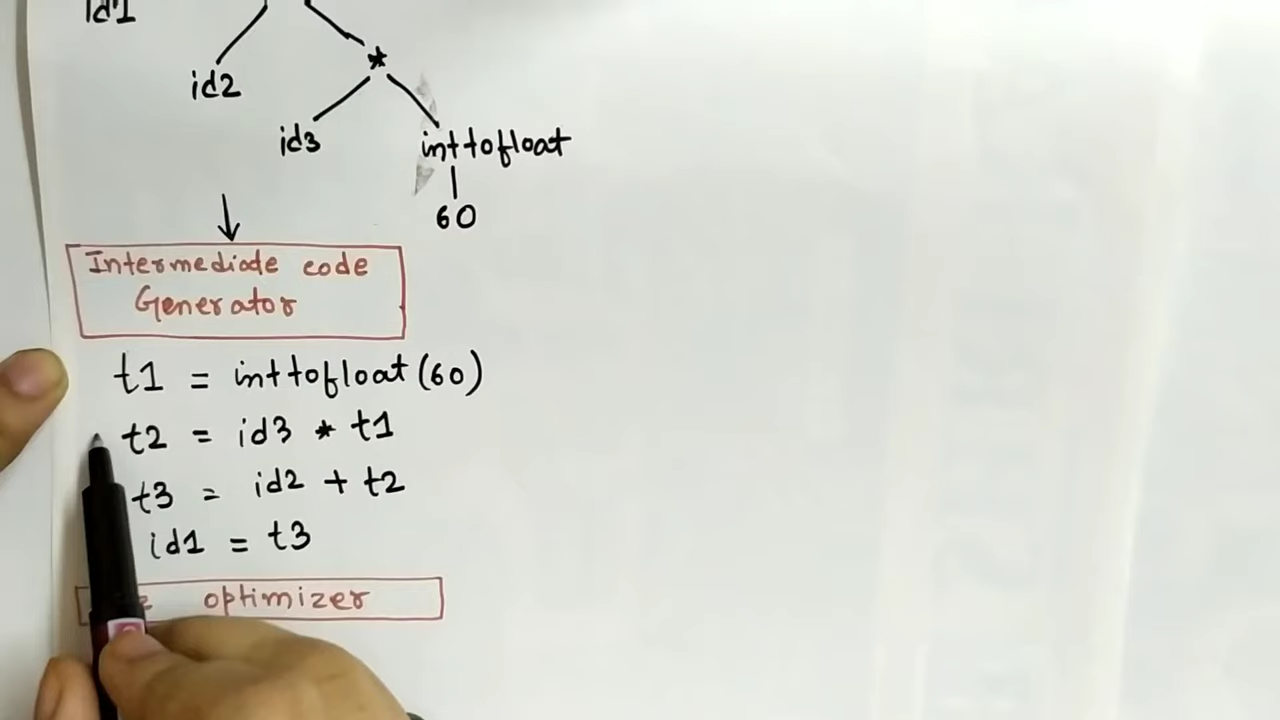 id1
id2
*
id3
inttofloat
60
Intermediate code
Generator
t1 = inttofloat(60)
t2 = id3 * t1
t3 = id2 + t2
id1 = t3
optimizer